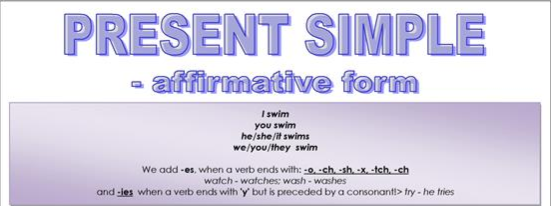 PRESENT SIMPLE
- affirmative form
I swim
you swim
he/she/it swims
we/you/they swim
We add -es, when a verb ends with: -o, -ch, -sh, -x, -tch, -ch
watch - watches; wash - washes
and -ies when a verb ends with 'y' but is preceded by a consonant!> try - he tries